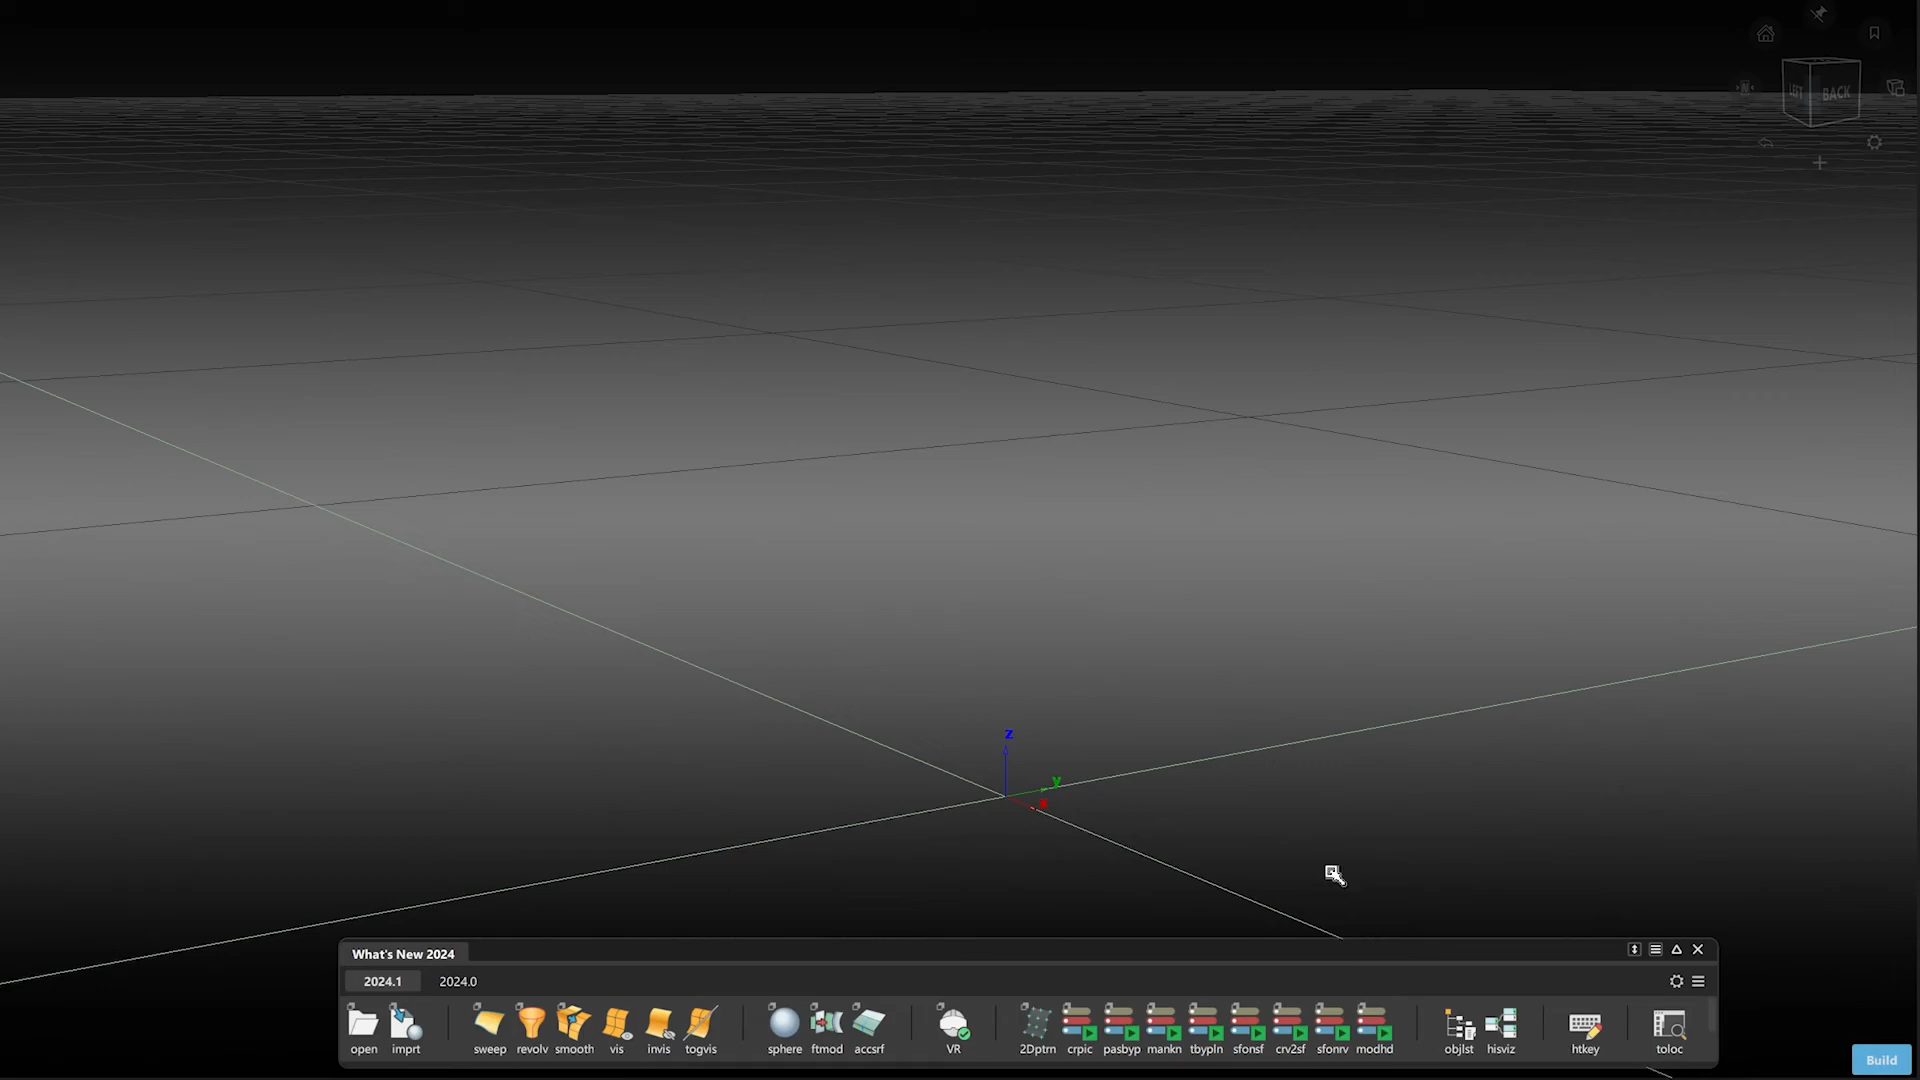 LEFT BACK
z
y
x
What's New 2024
2024.1 2024.0
open imprt sweep revolv smooth vis invis togvis sphere ftmod accsrf VR 2Dptrn crpic pasbyp mankn tbypln sfonsf crv2sf sfonrv modhd objlst hisviz htkey toloc
Build